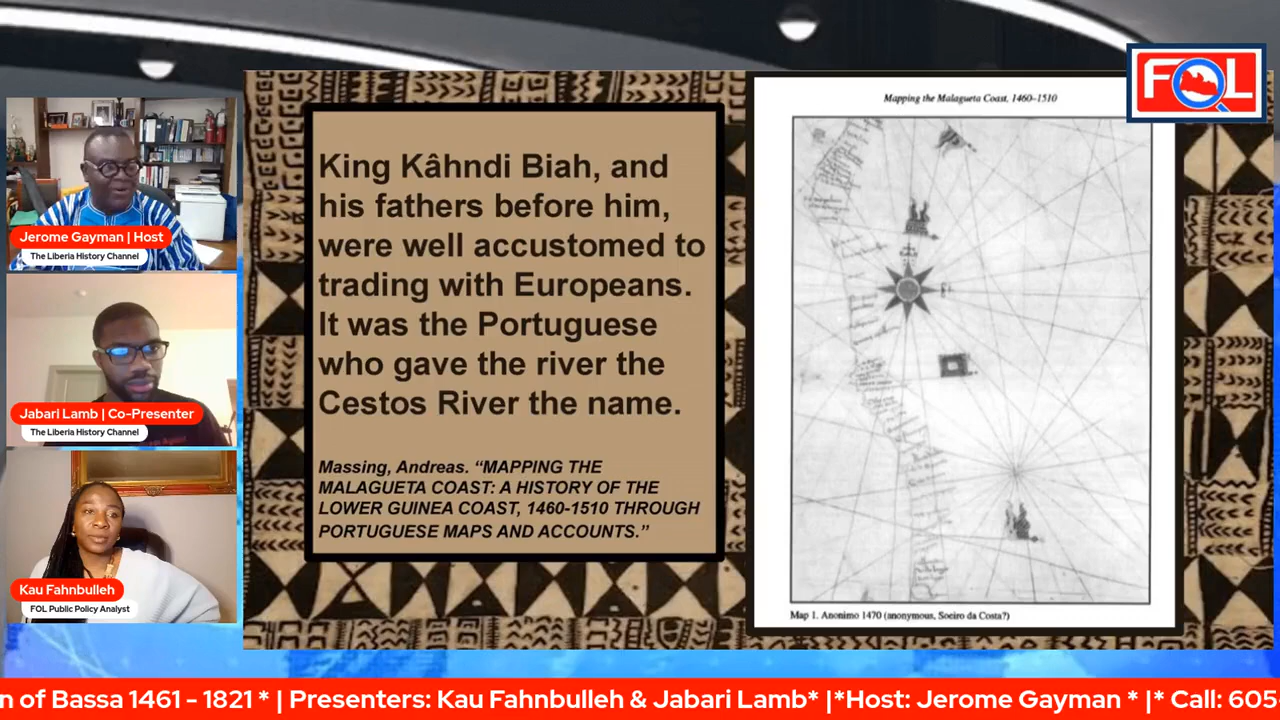 FOL
Jerome Gayman | Host
The Liberia History Channel
Jabari Lamb | Co-Presenter
The Liberia History Channel
Kau Fahnbulleh
FOL Public Policy Analyst
King Kâhndi Biah, and
his fathers before him,
were well accustomed to
trading with Europeans.
It was the Portuguese
who gave the river the
Cestos River the name.
Massing, Andreas. “MAPPING THE
MALAGUETA COAST: A HISTORY OF THE
LOWER GUINEA COAST, 1460-1510 THROUGH
PORTUGUESE MAPS AND ACCOUNTS.”
Mapping the Malagueta Coast, 1460–1510
Map 1. Anonimo 1470 (anonymous, Soeiro da Costa?)
n of Bassa 1461 - 1821 * | Presenters: Kau Fahnbulleh & Jabari Lamb* |*Host: Jerome Gayman * |* Call: 605